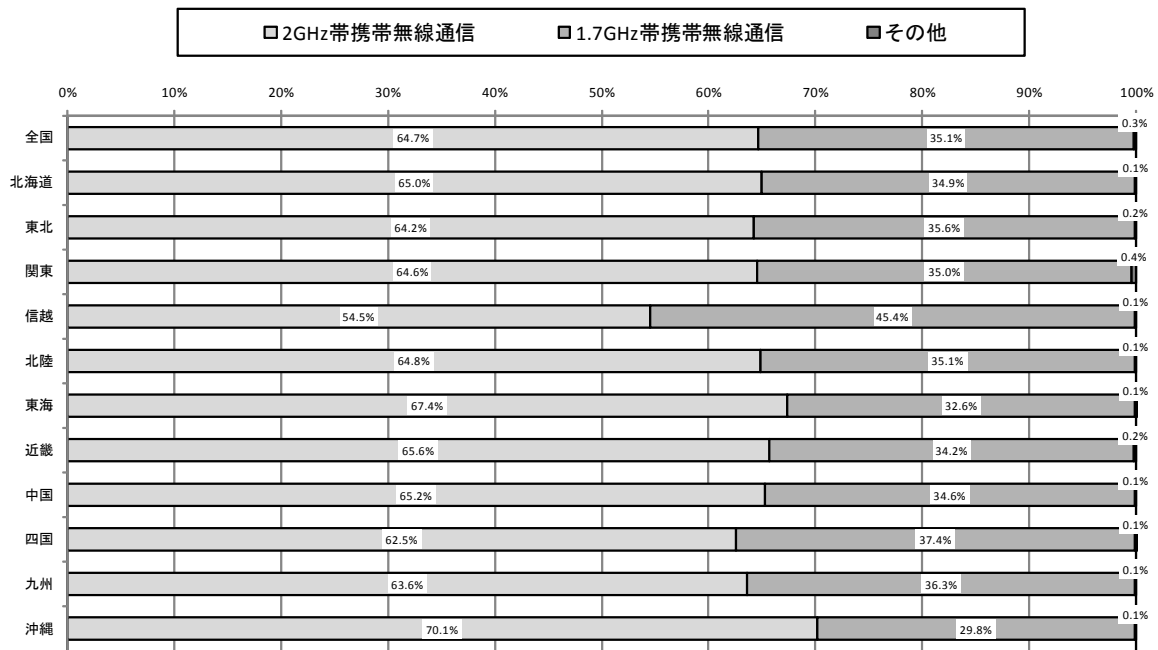 2GHz帯携帯無線通信 1.7GHz帯携帯無線通信 その他
0% 10% 20% 30% 40% 50% 60% 70% 80% 90% 100%
全国 64.7% 35.1% 0.3%
北海道 65.0% 34.9% 0.1%
東北 64.2% 35.6% 0.2%
関東 64.6% 35.0% 0.4%
信越 54.5% 45.4% 0.1%
北陸 64.8% 35.1% 0.1%
東海 67.4% 32.6% 0.1%
近畿 65.6% 34.2% 0.2%
中国 65.2% 34.6% 0.1%
四国 62.5% 37.4% 0.1%
九州 63.6% 36.3% 0.1%
沖縄 70.1% 29.8% 0.1%